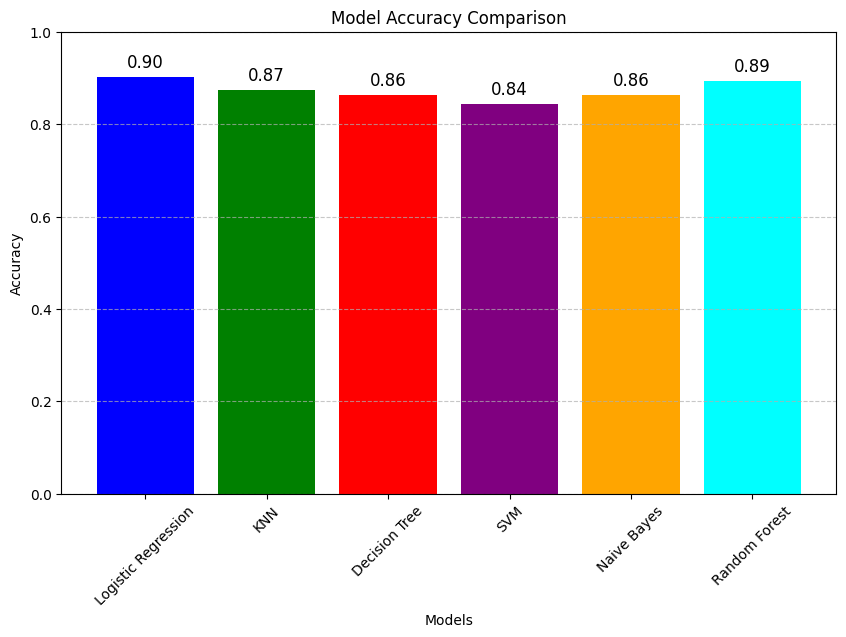 Model Accuracy Comparison
1.0
0.8
0.6
0.4
0.2
0.0
Accuracy
0.90
0.87
0.86
0.84
0.86
0.89
Logistic Regression
KNN
Decision Tree
SVM
Naive Bayes
Random Forest
Models